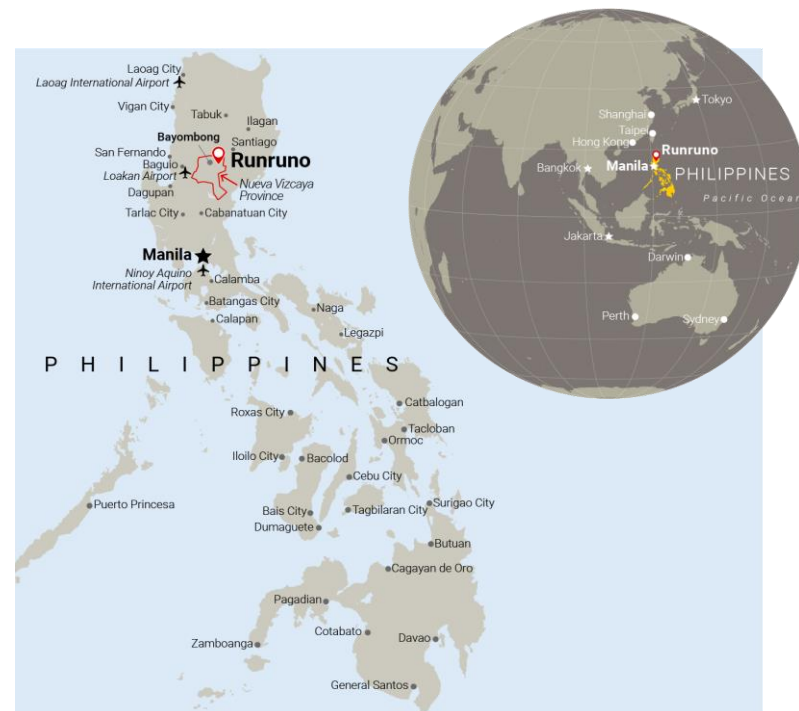 Laoag City
Laoag International Airport
Vigan City
Tabuk
Ilagan
Bayombong
Santiago
San Fernando
Runruno
Baguio
Loakan Airport
Nueva Vizcaya
Province
Dagupan
Tarlac City
Cabanatuan City
Manila
Ninoy Aquino
International Airport
Calamba
Batangas City
Naga
Calapan
Legazpi
PHILIPPINES
Catbalogan
Roxas City
Tacloban
Ormoc
Iloilo City
Bacolod
Cebu City
Puerto Princesa
Bais City
Tagbilaran City
Surigao City
Dumaguete
Butuan
Cagayan de Oro
Pagadian
Cotabato
Davao
Zamboanga
General Santos
Tokyo
Shanghai
Taipei
Hong Kong
Runruno
Bangkok
Manila
PHILIPPINES
Pacific Ocean
Jakarta
Darwin
Perth
Sydney